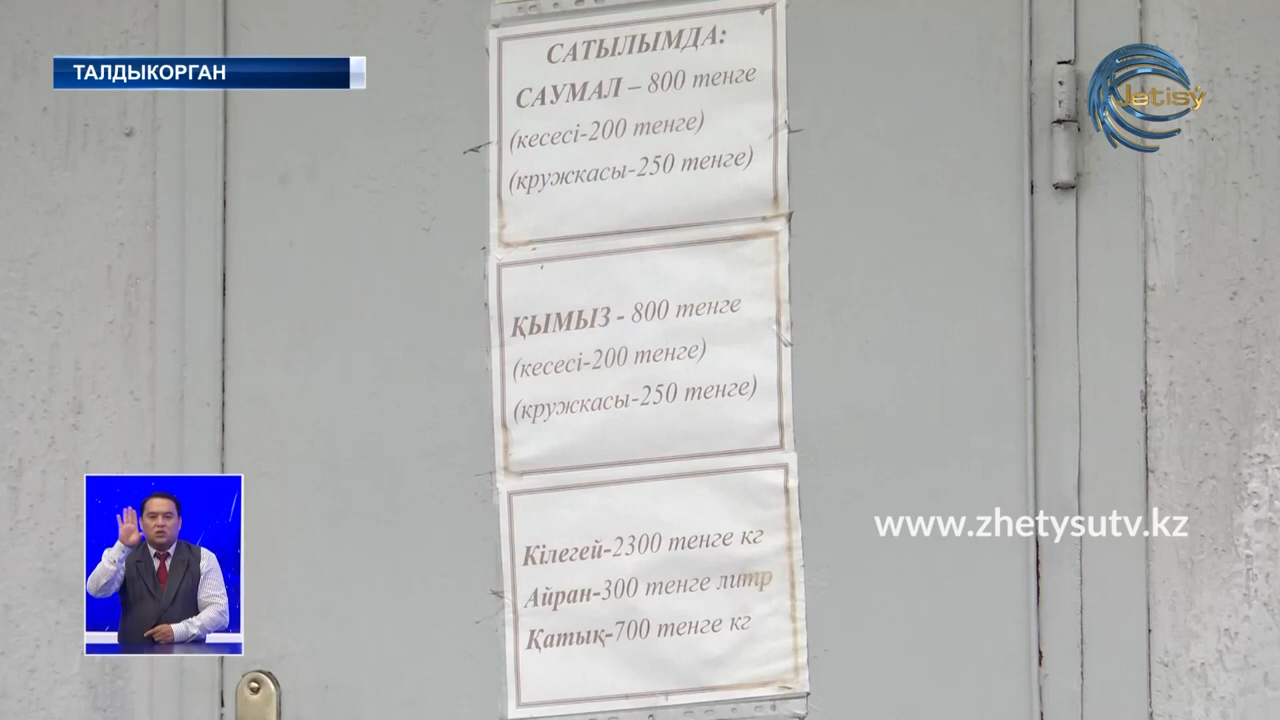 ТАЛДЫКОРГАН
Jetisý
САТЫЛЫМДА:
САУМАЛ – 800 тенге
(кесесі-200 тенге)
(кружкасы-250 тенге)
ҚЫМЫЗ - 800 тенге
(кесесі-200 тенге)
(кружкасы-250 тенге)
Кілегей-2300 тенге кг
Айран-300 тенге литр
Қатық-700 тенге кг
www.zhetysutv.kz